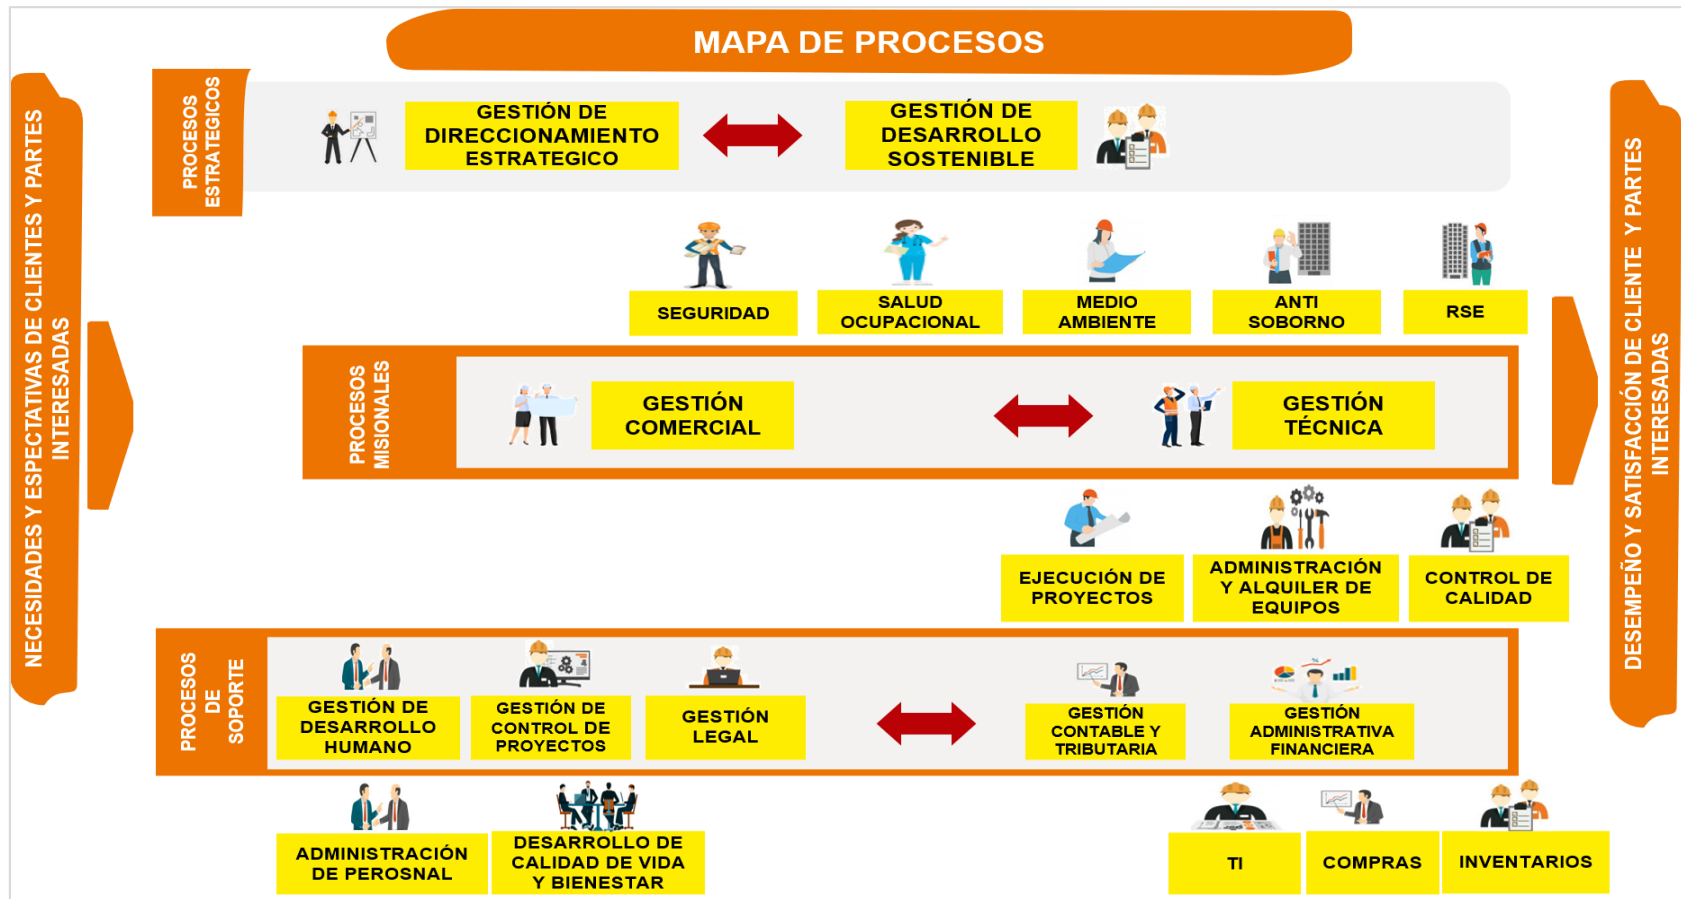 MAPA DE PROCESOS
NECESIDADES Y ESPECTATIVAS DE CLIENTES Y PARTES
INTERESADAS
PROCESOS
ESTRATEGICOS
GESTIÓN DE
DIRECCIONAMIENTO
ESTRATEGICO
GESTIÓN DE
DESARROLLO
SOSTENIBLE
SEGURIDAD
SALUD
OCUPACIONAL
MEDIO
AMBIENTE
ANTI
SOBORNO
RSE
PROCESOS
MISIONALES
GESTIÓN
COMERCIAL
GESTIÓN
TÉCNICA
EJECUCIÓN DE
PROYECTOS
ADMINISTRACIÓN
Y ALQUILER DE
EQUIPOS
CONTROL DE
CALIDAD
PROCESOS
DE
SOPORTE
GESTIÓN DE
DESARROLLO
HUMANO
GESTIÓN DE
CONTROL DE
PROYECTOS
GESTIÓN
LEGAL
GESTIÓN
CONTABLE Y
TRIBUTARIA
GESTIÓN
ADMINISTRATIVA
FINANCIERA
ADMINISTRACIÓN
DE PEROSNAL
DESARROLLO DE
CALIDAD DE VIDA
Y BIENESTAR
TI
COMPRAS
INVENTARIOS
DESEMPEÑO Y SATISFACCIÓN DE CLIENTE Y PARTES
INTERESADAS